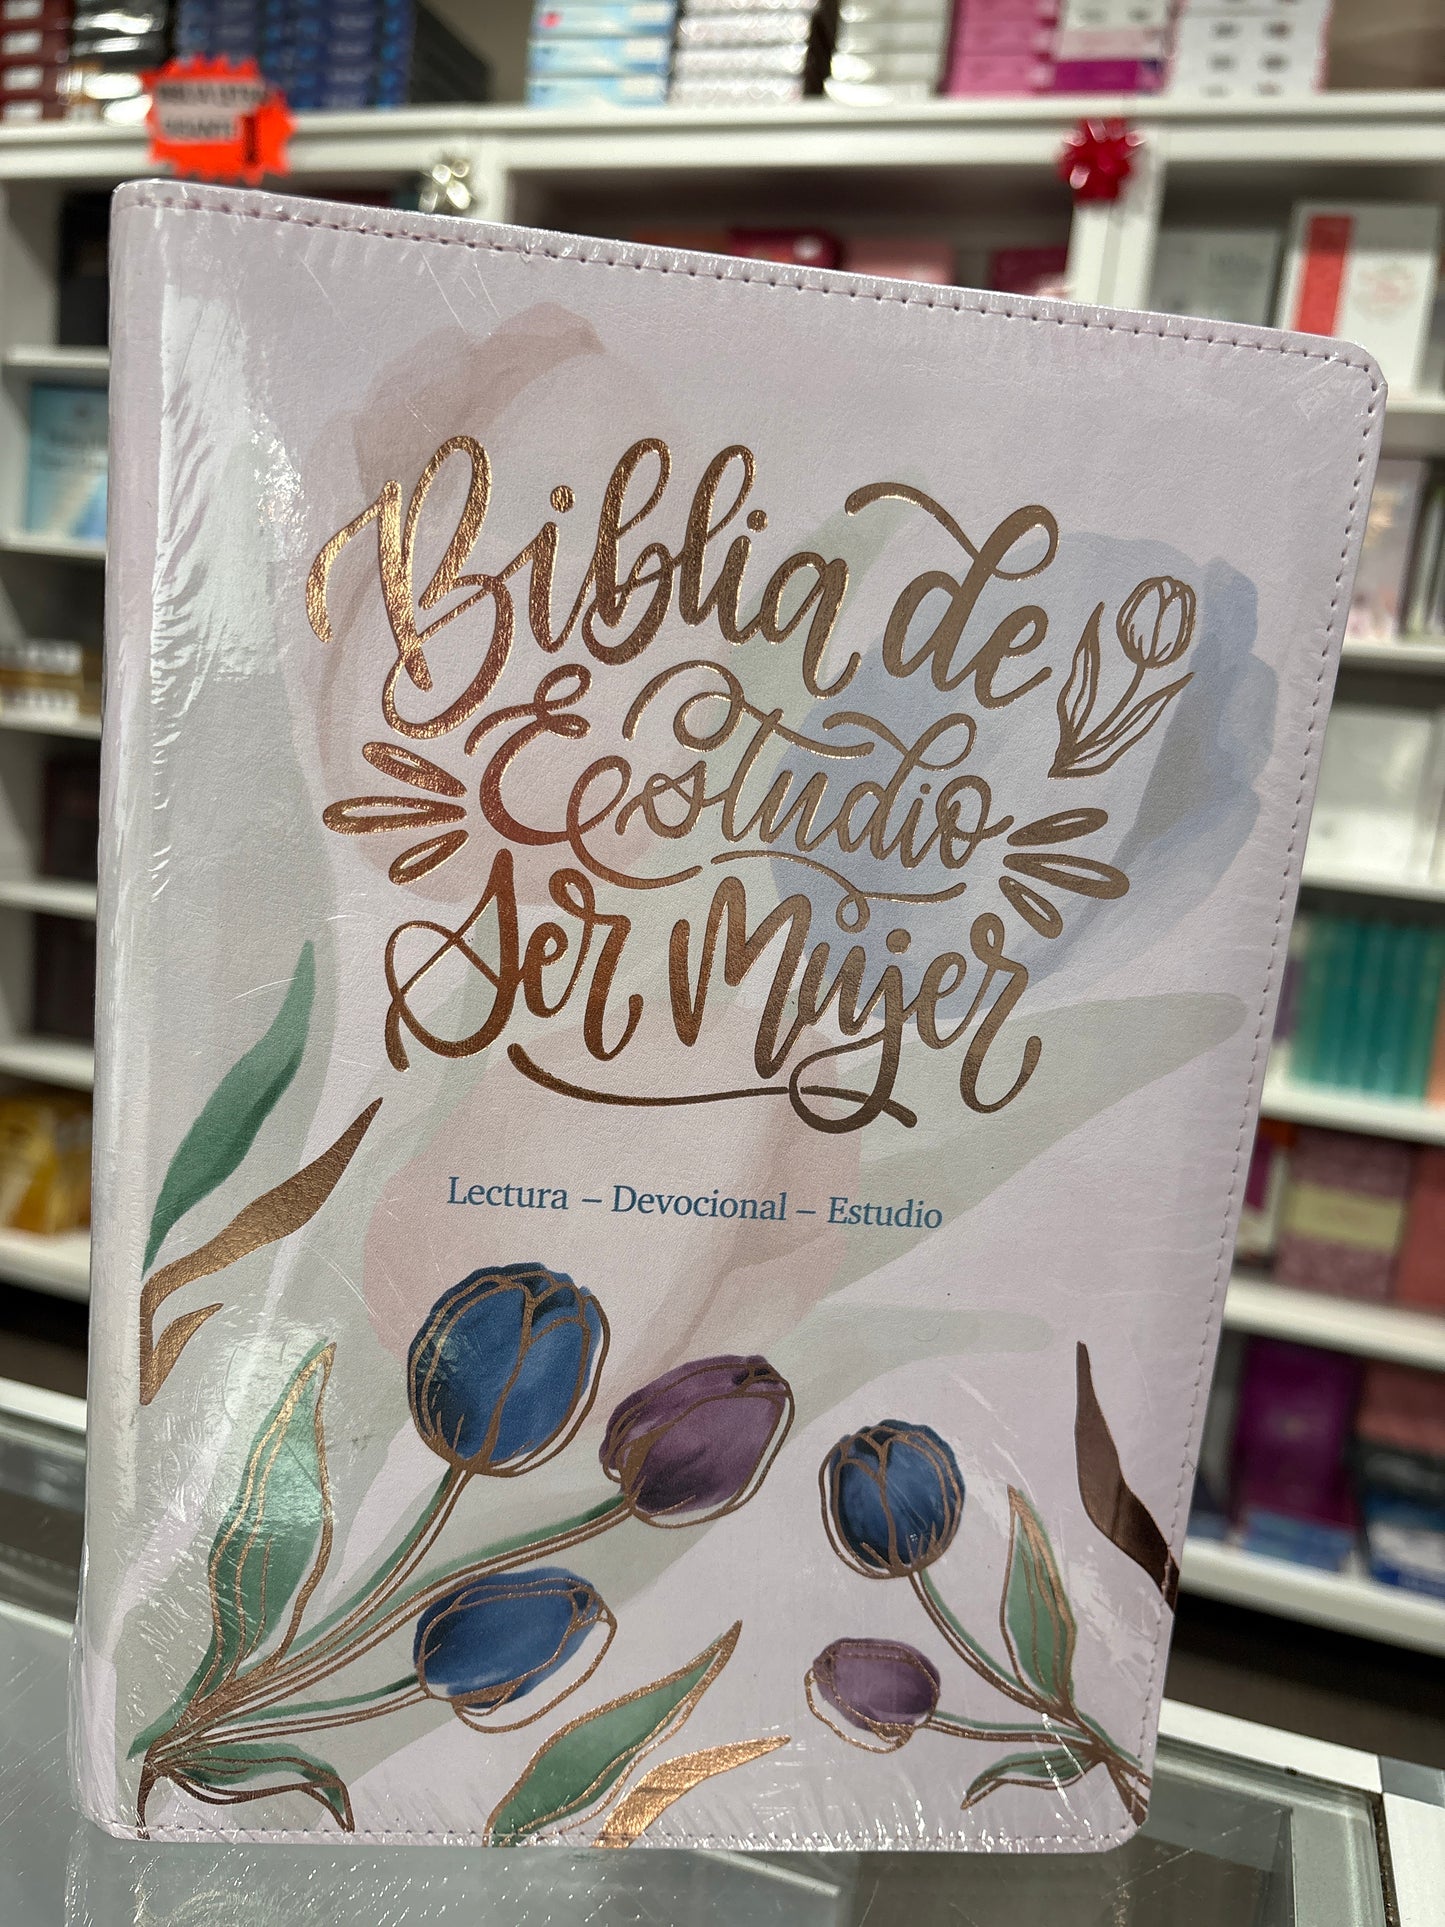 Biblia de
Estudio
Ser Mujer
Lectura – Devocional – Estudio